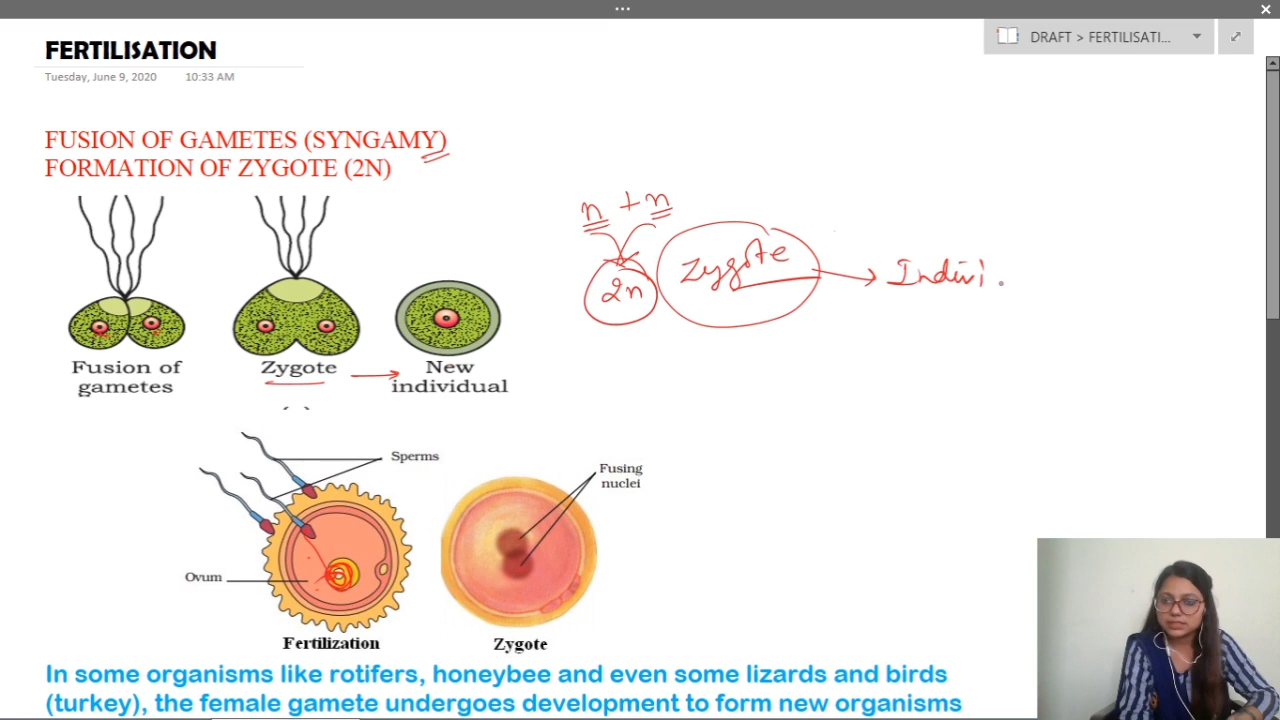 FERTILISATION
DRAFT > FERTILISATI...
Tuesday, June 9, 2020 10:33 AM
FUSION OF GAMETES (SYNGAMY)
FORMATION OF ZYGOTE (2N)
n + n
2n Zygote → Indivi
Fusion of
gametes
Zygote
New
individual
Sperms
Fusing
nuclei
Ovum
Fertilization
Zygote
In some organisms like rotifers, honeybee and even some lizards and birds
(turkey), the female gamete undergoes development to form new organisms